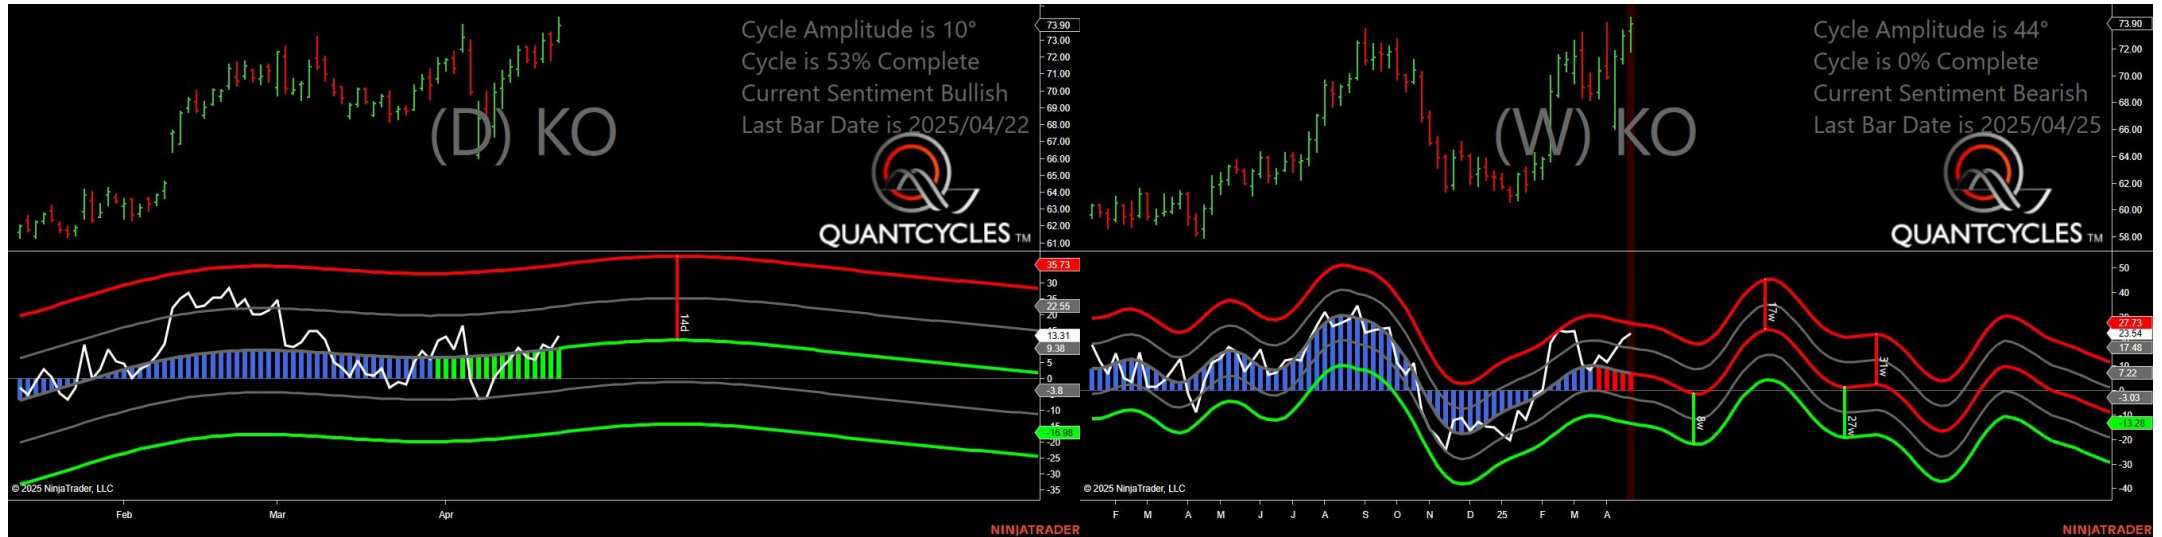 Cycle Amplitude is 10°
Cycle is 53% Complete
Current Sentiment Bullish
Last Bar Date is 2025/04/22
(D) KO
QUANTCYCLES TM
73.90
73.00
72.00
71.00
70.00
69.00
68.00
67.00
66.00
65.00
64.00
63.00
62.00
61.00
35.73
30
22.55
20
13.31
9.38
5
0
-3.8
-10
-16.98
-20
-25
-30
-35
14d
© 2025 NinjaTrader, LLC
Feb Mar Apr
NINJATRADER
Cycle Amplitude is 44°
Cycle is 0% Complete
Current Sentiment Bearish
Last Bar Date is 2025/04/25
(W) KO
QUANTCYCLES TM
73.90
72.00
70.00
68.00
66.00
64.00
62.00
60.00
58.00
50
40
27.73
23.54
17.48
7.22
-3.03
-13.28
-20
-30
-40
8w
17w
27w
31w
© 2025 NinjaTrader, LLC
F M A M J J A S O N D 25 F M A
NINJATRADER